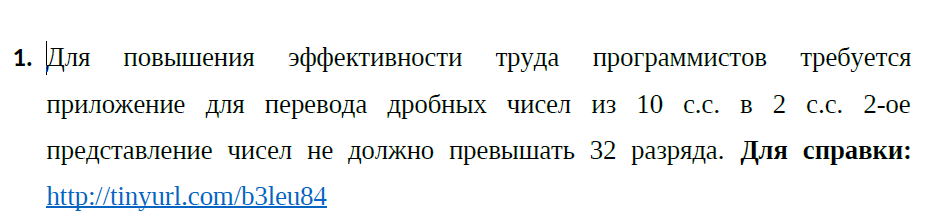 1. Для повышения эффективности труда программистов требуется
приложение для перевода дробных чисел из 10 с.с. в 2 с.с. 2-ое
представление чисел не должно превышать 32 разряда. Для справки:
http://tinyurl.com/b3leu84